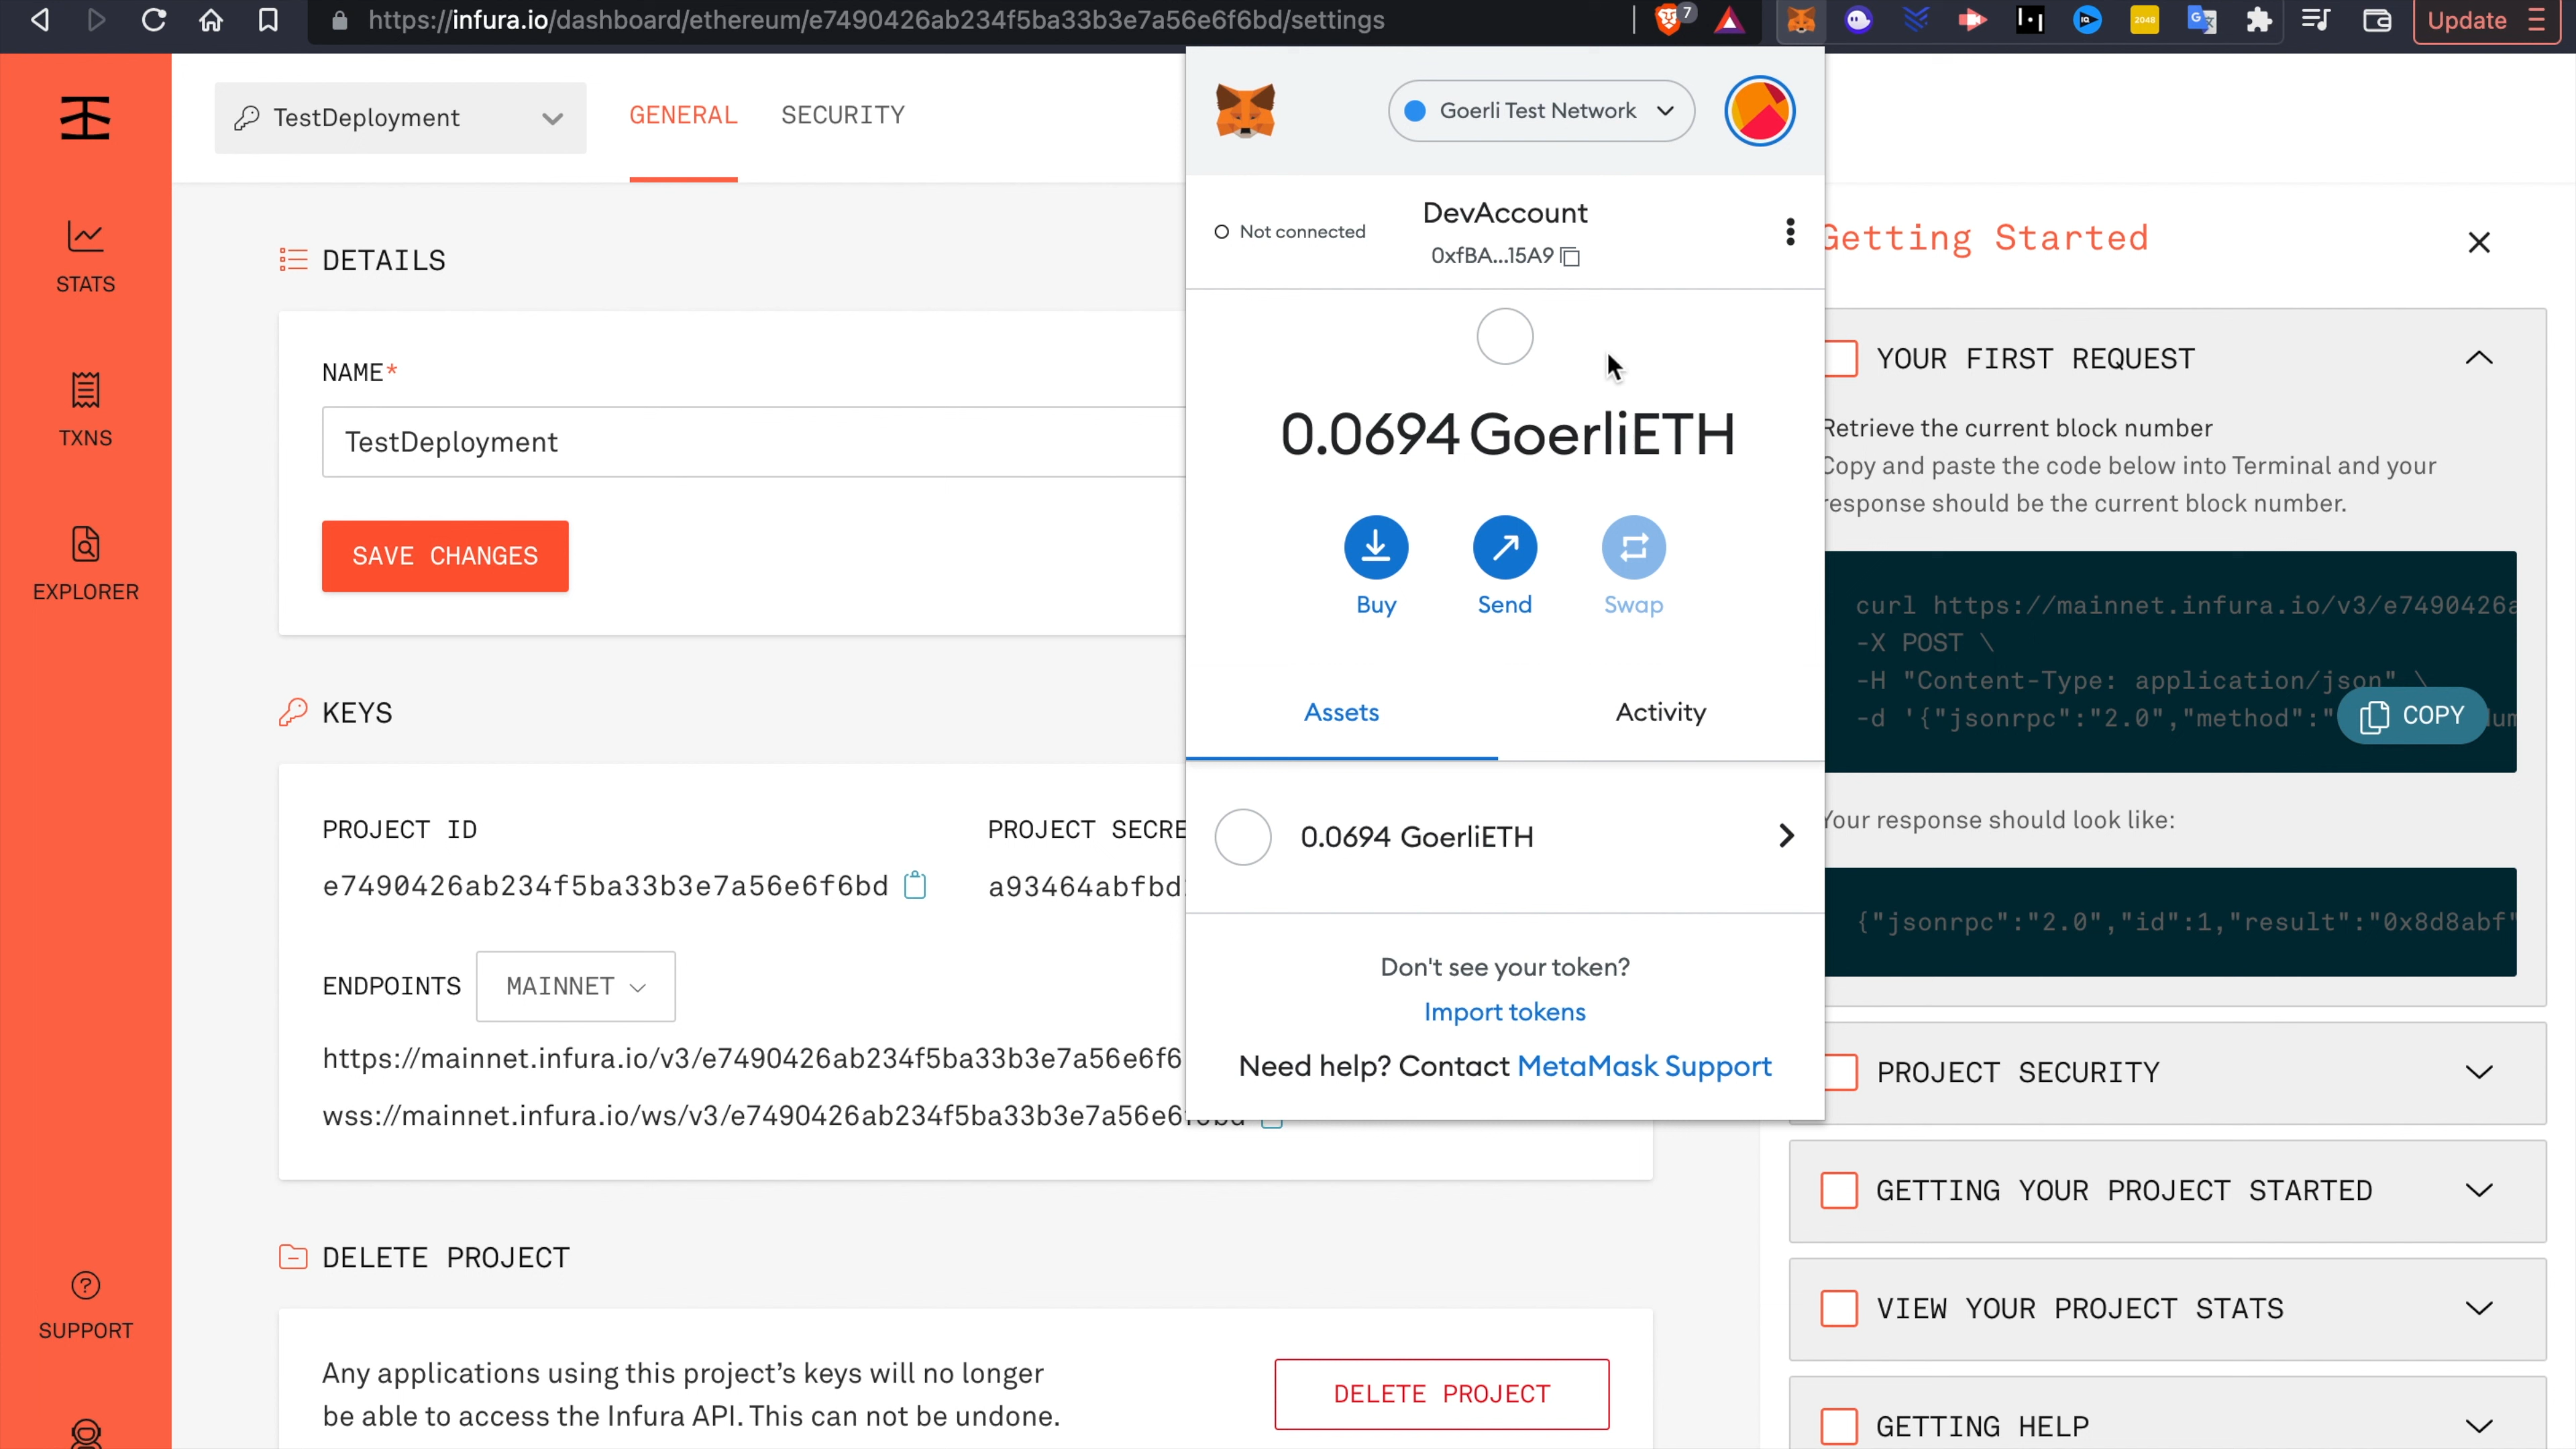 https://infura.io/dashboard/ethereum/e7490426ab234f5ba33b3e7a56e6f6bd/settings
7
2048
Update
TestDeployment
GENERAL
SECURITY
STATS
TXNS
EXPLORER
SUPPORT
DETAILS
NAME*
TestDeployment
SAVE CHANGES
KEYS
PROJECT ID
PROJECT SECRE
e7490426ab234f5ba33b3e7a56e6f6bd
a93464abfbd
ENDPOINTS
MAINNET
https://mainnet.infura.io/v3/e7490426ab234f5ba33b3e7a56e6f6
wss://mainnet.infura.io/ws/v3/e7490426ab234f5ba33b3e7a56e6f6bd
DELETE PROJECT
Any applications using this project's keys will no longer
be able to access the Infura API. This can not be undone.
DELETE PROJECT
Goerli Test Network
Not connected
DevAccount
0xfBA...15A9
0.0694 GoerliETH
Buy
Send
Swap
Assets
Activity
0.0694 GoerliETH
Don't see your token?
Import tokens
Need help? Contact MetaMask Support
Getting Started
YOUR FIRST REQUEST
Retrieve the current block number
Copy and paste the code below into Terminal and your
response should be the current block number.
curl https://mainnet.infura.io/v3/e7490426a
-X POST \
-H "Content-Type: application/json" \
-d '{"jsonrpc":"2.0","method":"
COPY
Your response should look like:
{"jsonrpc":"2.0","id":1,"result":"0x8d8abf"
PROJECT SECURITY
GETTING YOUR PROJECT STARTED
VIEW YOUR PROJECT STATS
GETTING HELP